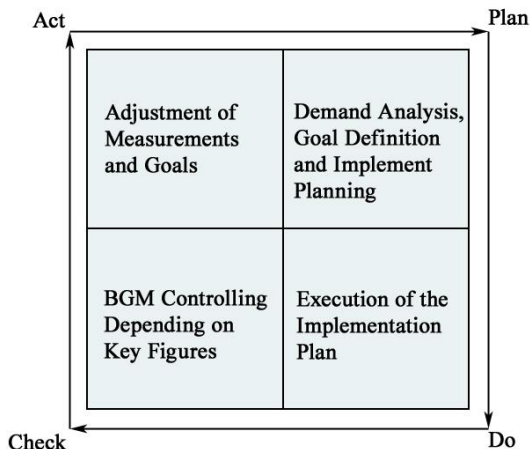 Act
Plan
Adjustment of
Measurements
and Goals
Demand Analysis,
Goal Definition
and Implement
Planning
BGM Controlling
Depending on
Key Figures
Execution of the
Implementation
Plan
Check
Do